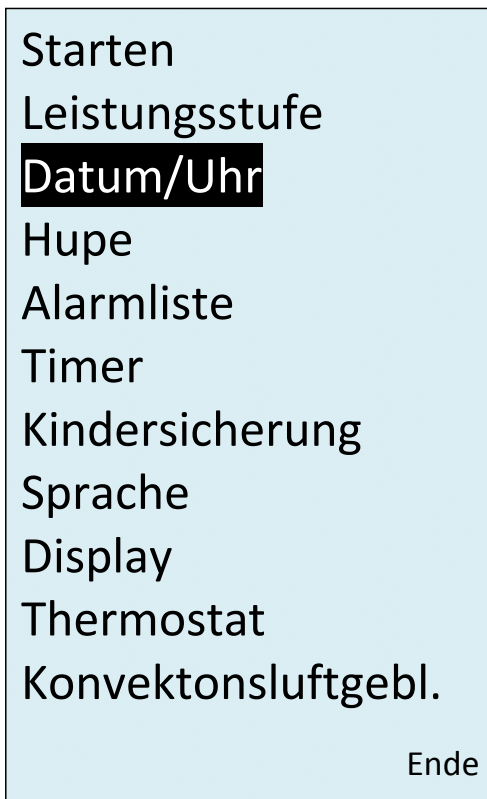 Starten
Leistungsstufe
Datum/Uhr
Hupe
Alarmliste
Timer
Kindersicherung
Sprache
Display
Thermostat
Konvektonsluftgebl.
Ende